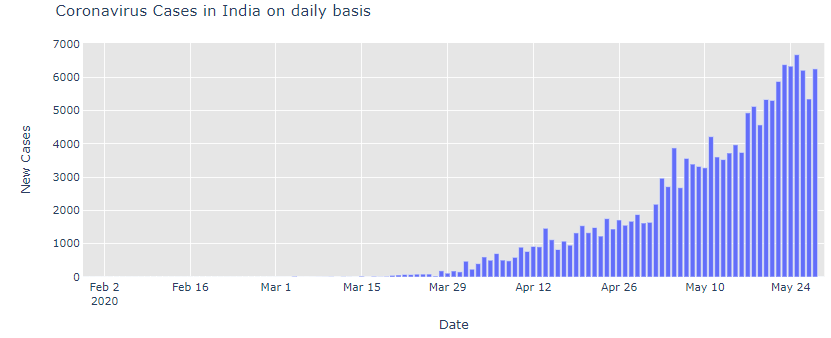 Coronavirus Cases in India on daily basis
7000
6000
5000
4000
3000
2000
1000
0
New Cases
Feb 2 Feb 16 Mar 1 Mar 15 Mar 29 Apr 12 Apr 26 May 10 May 24
2020
Date